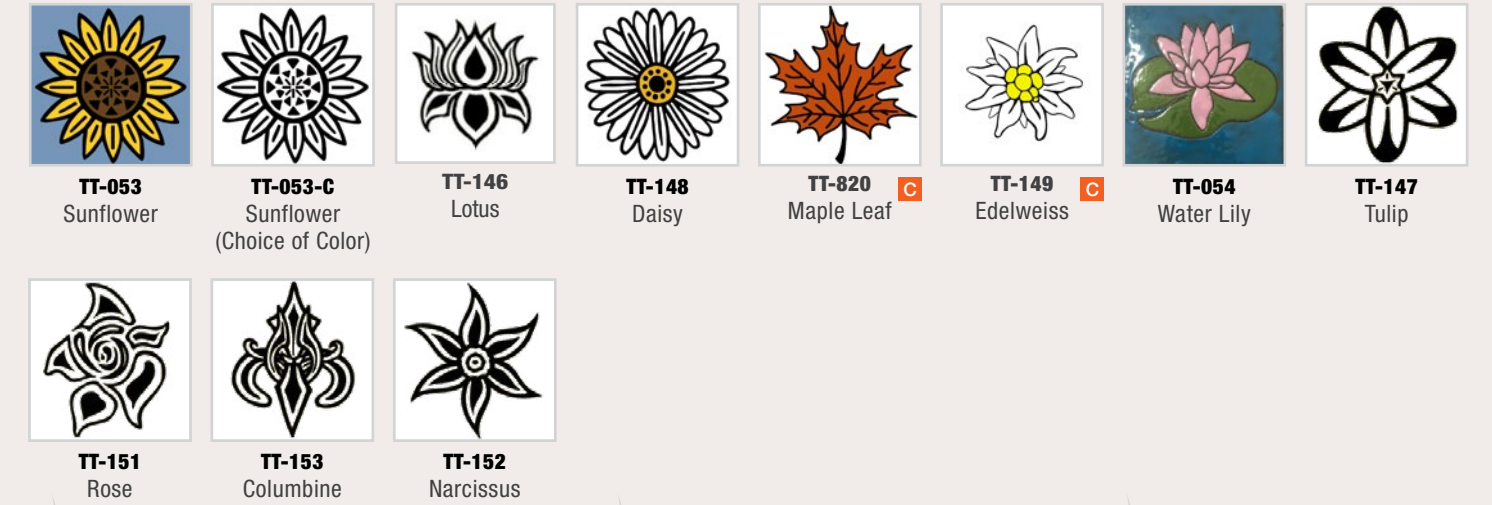 TT-053
Sunflower
TT-053-C
Sunflower
(Choice of Color)
TT-146
Lotus
TT-148
Daisy
TT-820
Maple Leaf
C
TT-149
Edelweiss
C
TT-054
Water Lily
TT-147
Tulip
TT-151
Rose
TT-153
Columbine
TT-152
Narcissus